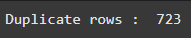 Duplicate rows :  723